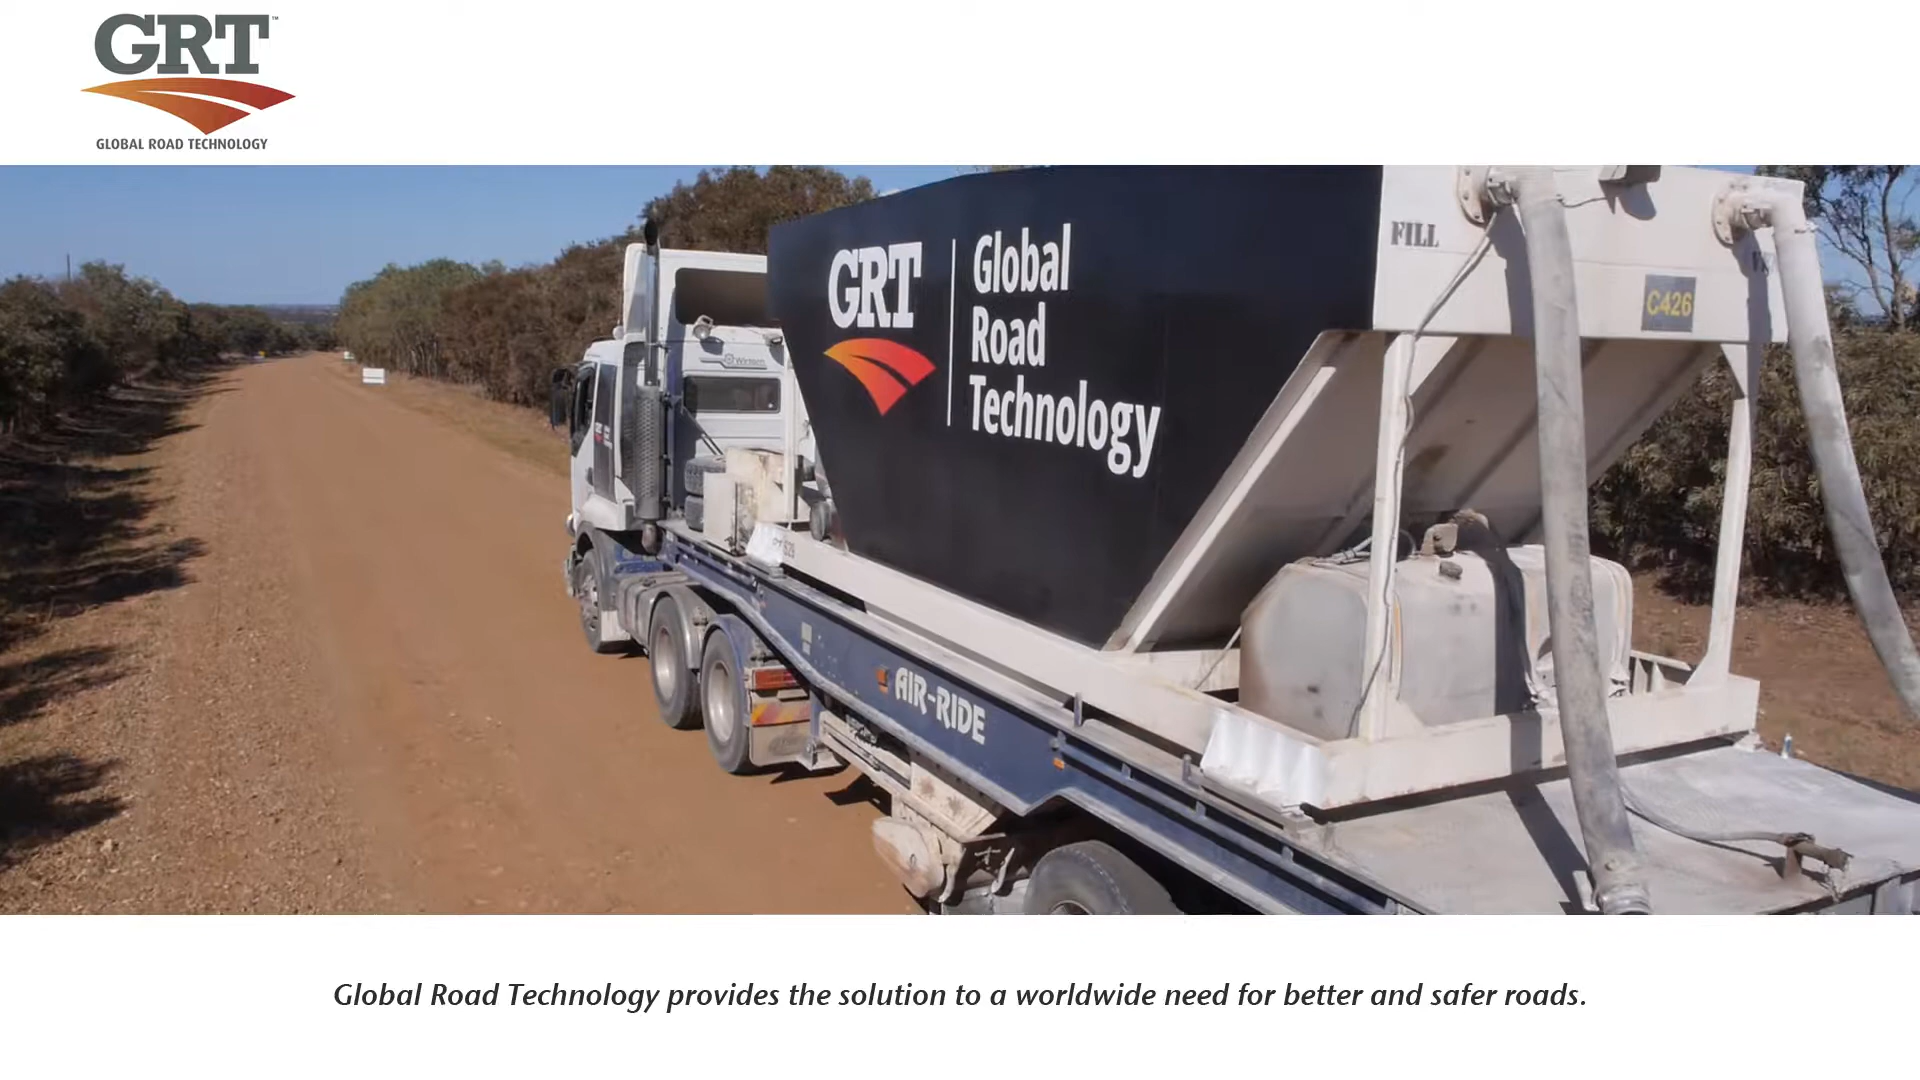 GRT™
GLOBAL ROAD TECHNOLOGY
GRT
Global
Road
Technology
FILL
C426
AIR-RIDE
Global Road Technology provides the solution to a worldwide need for better and safer roads.